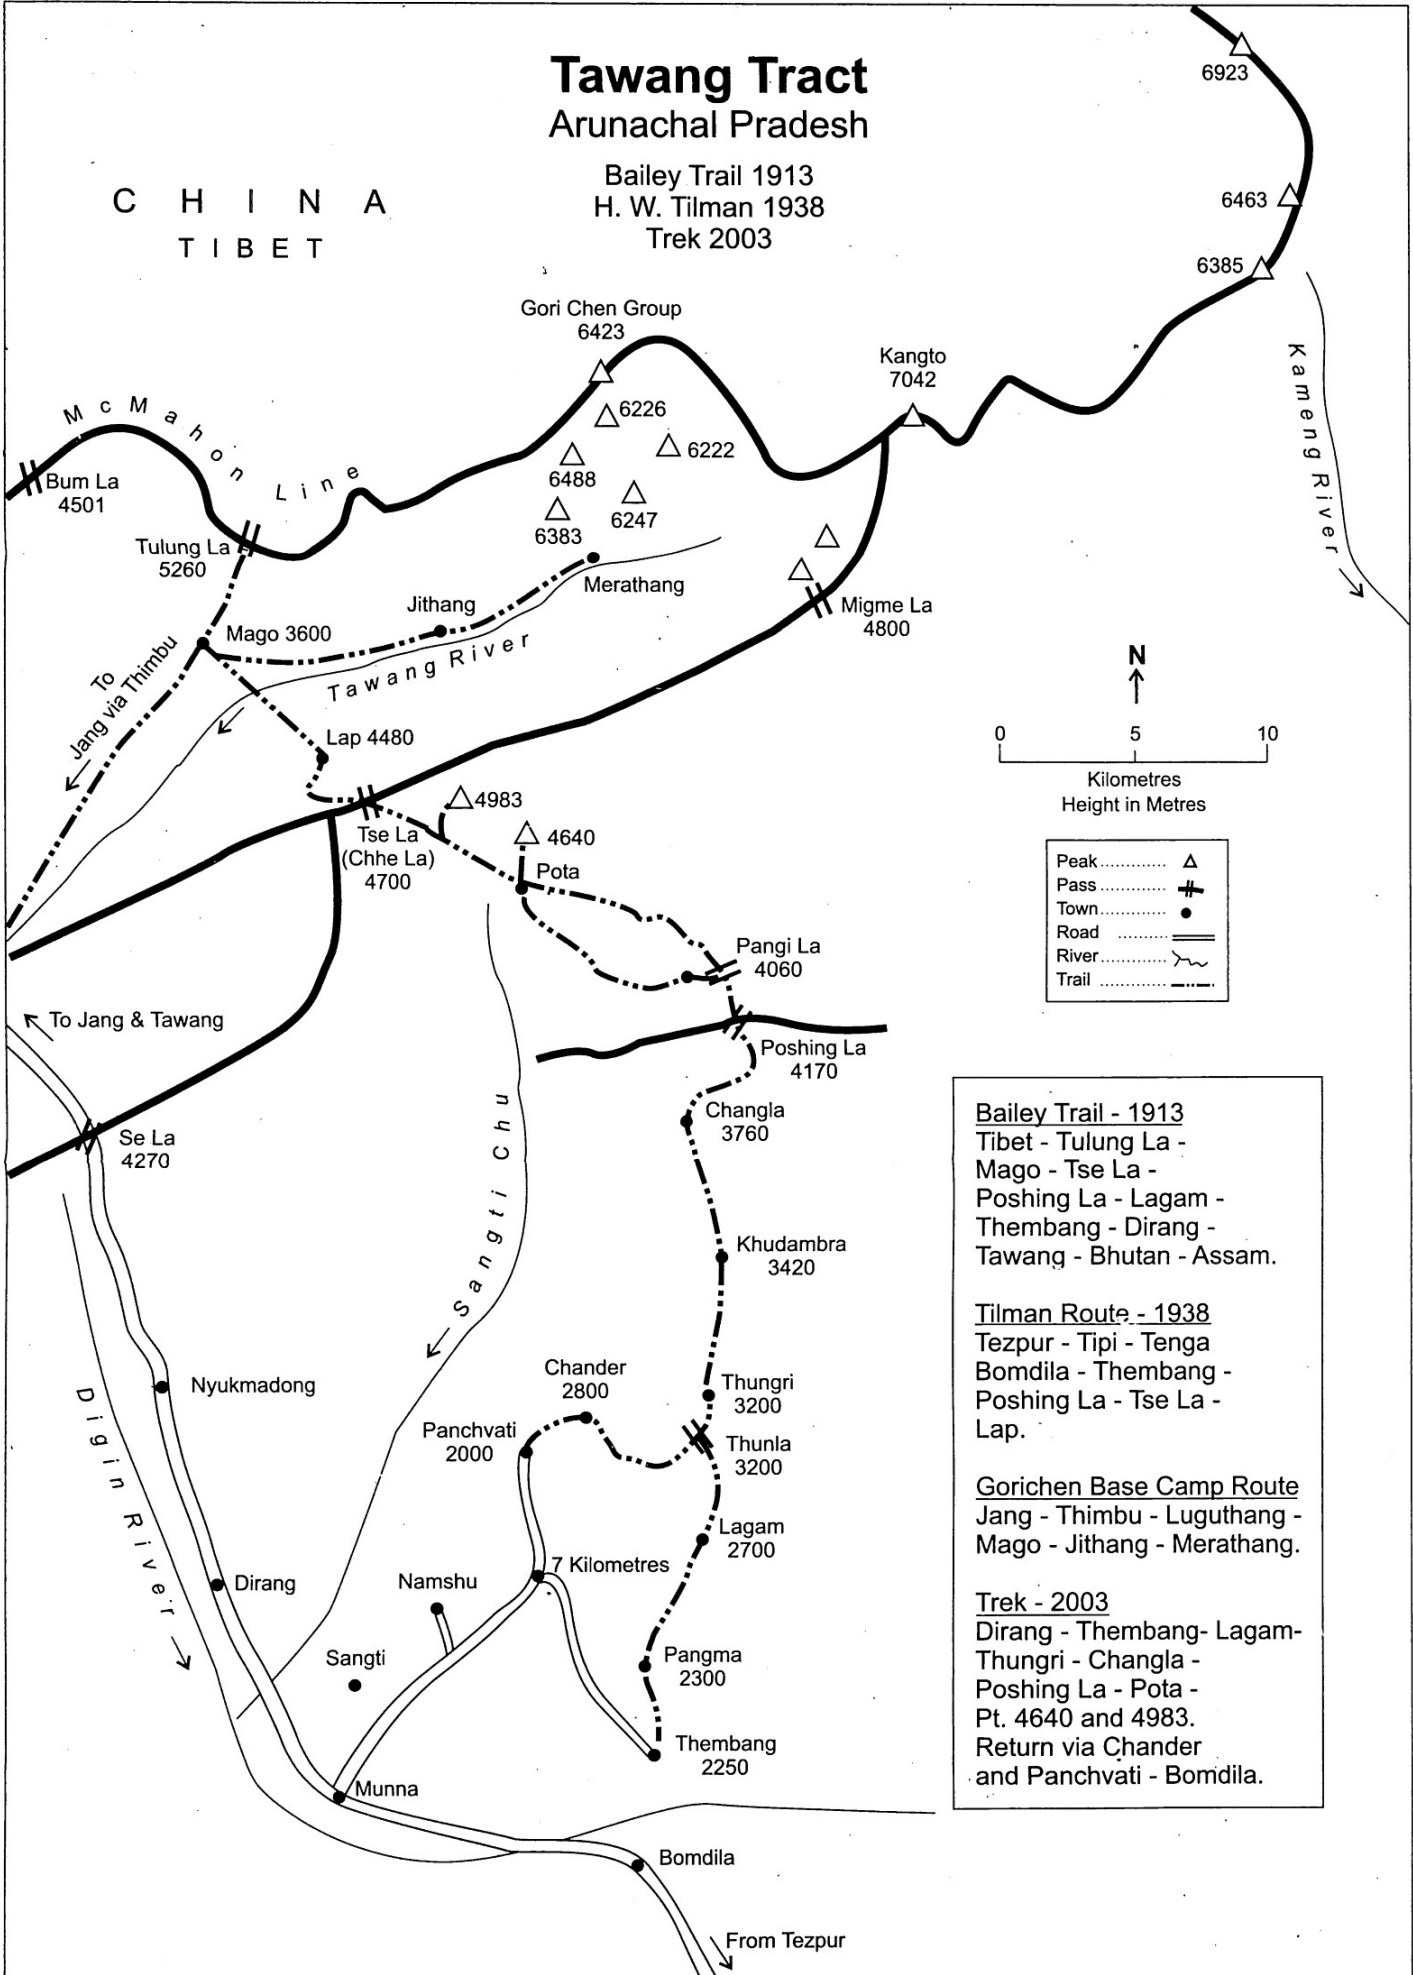 Tawang Tract
Arunachal Pradesh
Bailey Trail 1913
H. W. Tilman 1938
Trek 2003
CHINA
TIBET
6923
6463
6385
Gori Chen Group
6423
Kangto
7042
Kameng River
McMahon Line
6226
6222
6488
6247
6383
Bum La
4501
Tulung La
5260
Merathang
Jithang
Migme La
4800
Mago 3600
Tawang River
To
Jang via Thimbu
N
0 5 10
Kilometres
Height in Metres
Lap 4480
4983
4640
Tse La
(Chhe La)
4700
Pota
Peak
Pass
Town
Road
River
Trail
Pangi La
4060
To Jang & Tawang
Poshing La
4170
Changla
3760
Se La
4270
Sangti Chu
Khudambra
3420
Nyukmadong
Digin River
Chander
2800
Thungri
3200
Panchvati
2000
Thunla
3200
Lagam
2700
7 Kilometres
Dirang
Namshu
Sangti
Pangma
2300
Thembang
2250
Munna
Bomdila
From Tezpur
Bailey Trail - 1913
Tibet - Tulung La -
Mago - Tse La -
Poshing La - Lagam -
Thembang - Dirang -
Tawang - Bhutan - Assam.
Tilman Route - 1938
Tezpur - Tipi - Tenga
Bomdila - Thembang -
Poshing La - Tse La -
Lap.
Gorichen Base Camp Route
Jang - Thimbu - Luguthang -
Mago - Jithang - Merathang.
Trek - 2003
Dirang - Thembang- Lagam-
Thungri - Changla -
Poshing La - Pota -
Pt. 4640 and 4983.
Return via Chander
and Panchvati - Bomdila.